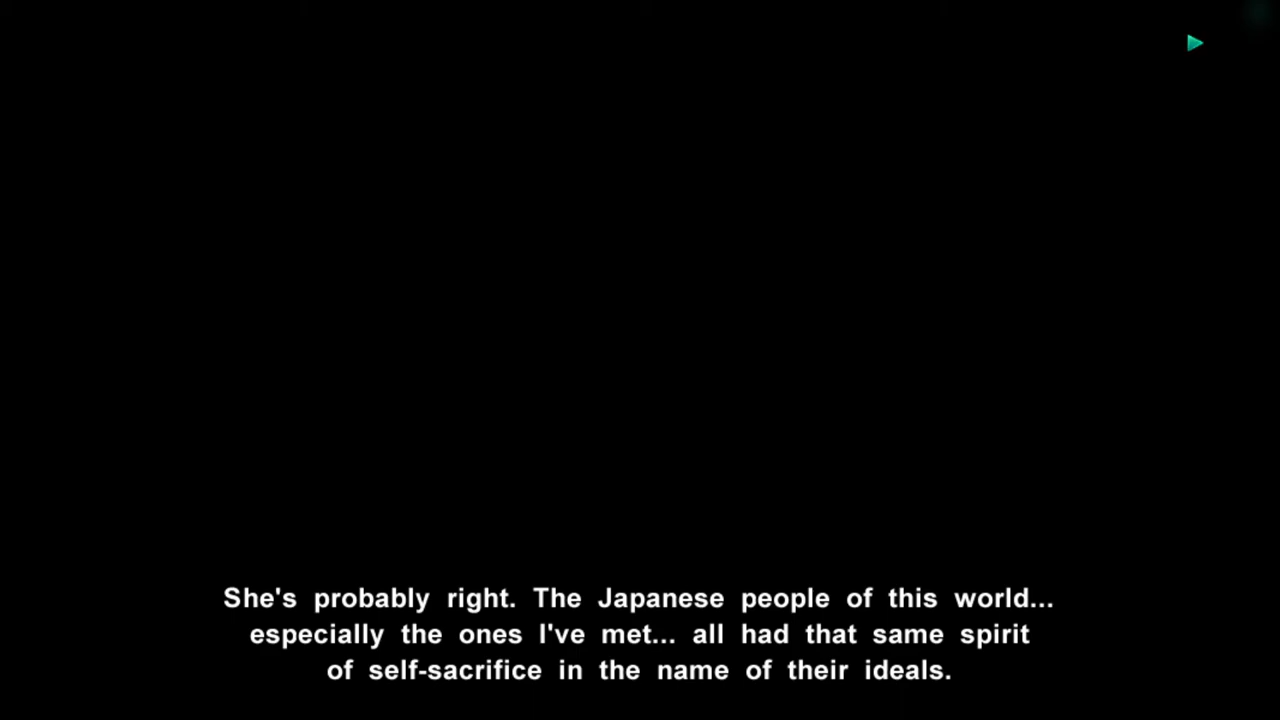 She's probably right. The Japanese people of this world...
especially the ones I've met... all had that same spirit
of self-sacrifice in the name of their ideals.